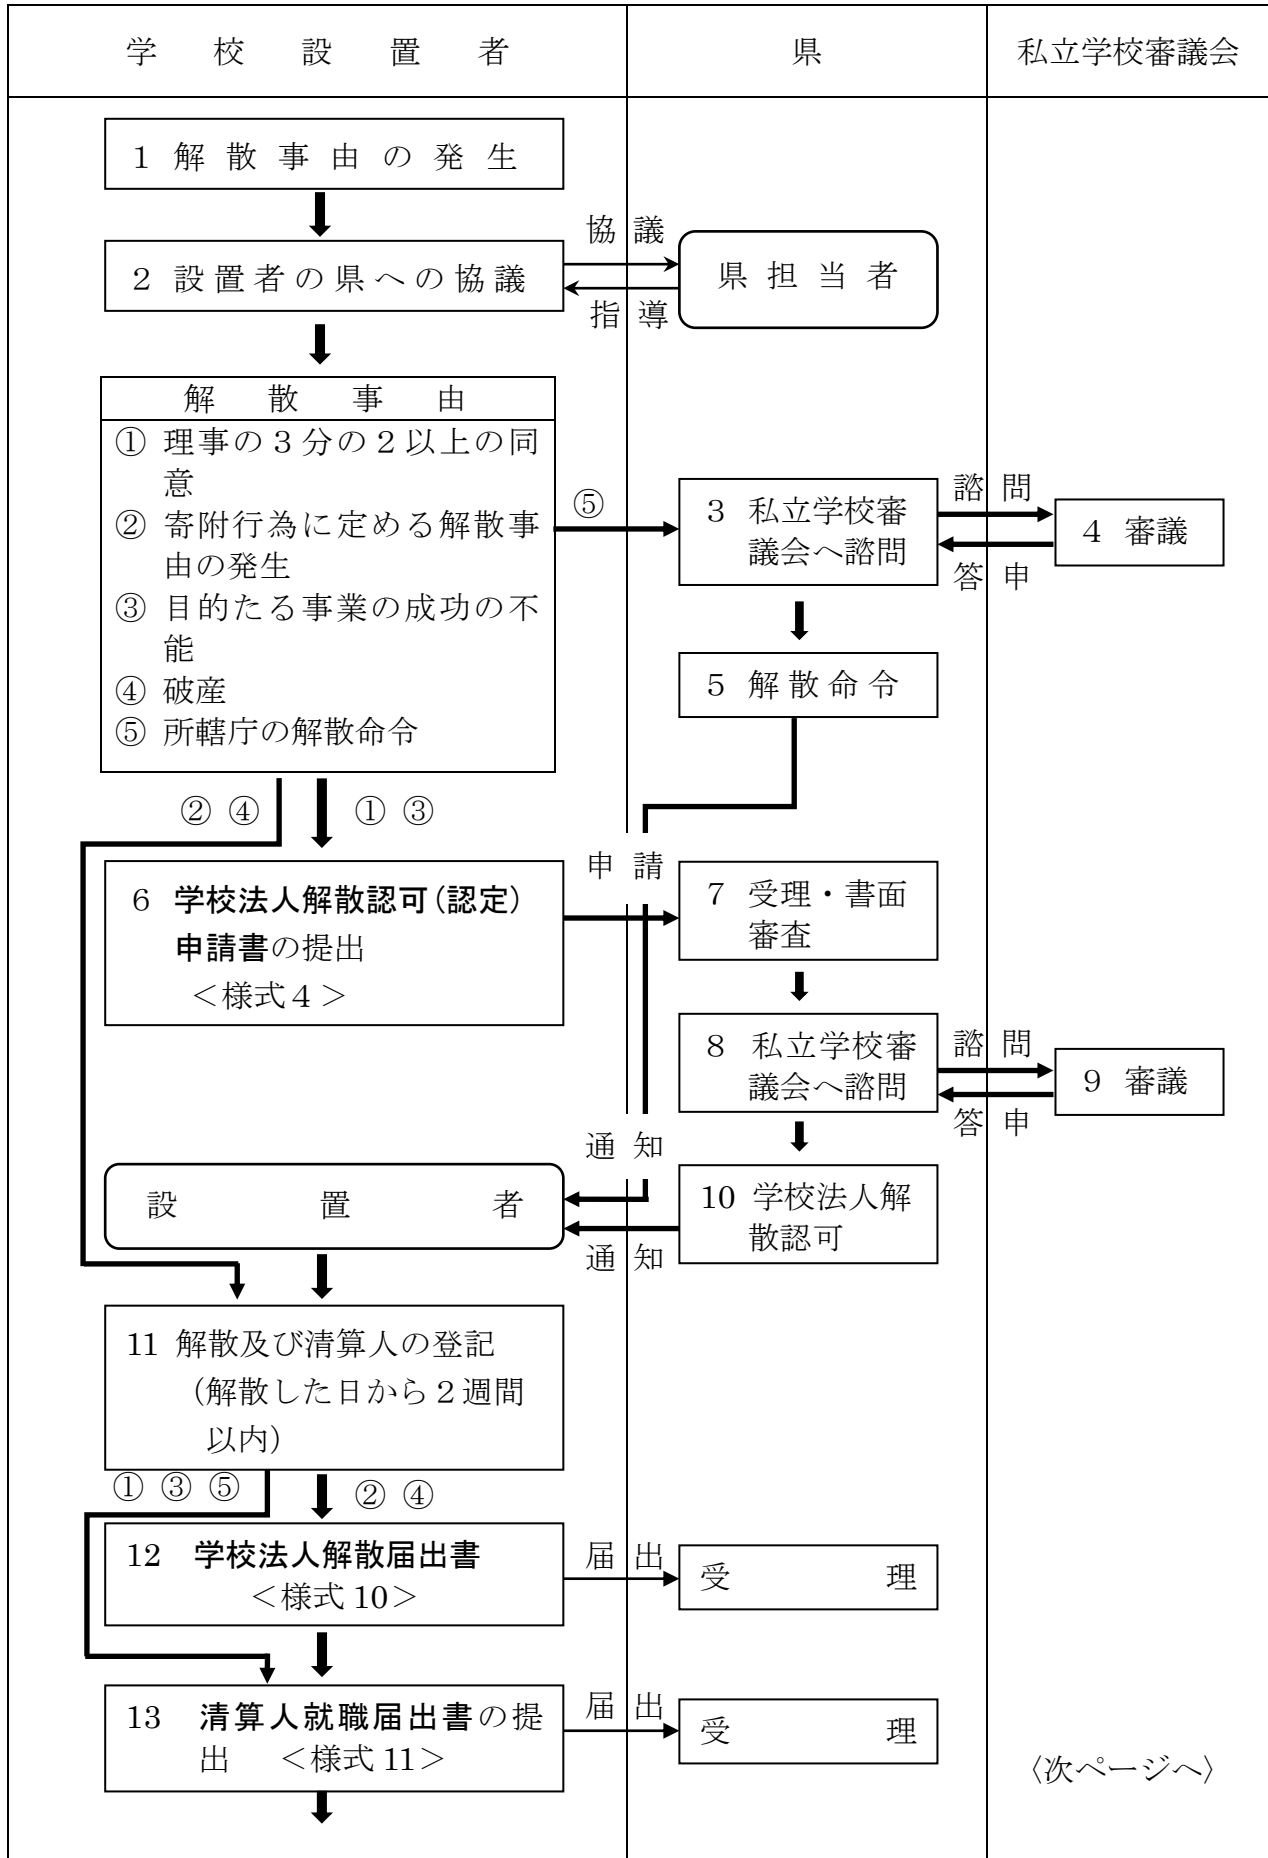 学校設置者
県
私立学校審議会
1 解散事由の発生
協議
2 設置者の県への協議
県担当者
指導
解散事由
① 理事の3分の2以上の同
意
② 寄附行為に定める解散事
由の発生
③ 目的たる事業の成功の不
能
④ 破産
⑤ 所轄庁の解散命令
⑤
3 私立学校審
議会へ諮問
諮問
4 審議
答申
5 解散命令
② ④
① ③
申請
6 学校法人解散認可(認定)
申請書の提出
<様式4>
7 受理・書面
審査
8 私立学校審
議会へ諮問
諮問
9 審議
答申
通知
設置者
10 学校法人解
散認可
通知
11 解散及び清算人の登記
(解散した日から2週間
以内)
① ③ ⑤
② ④
12 学校法人解散届出書
<様式10>
届出
受理
13 清算人就職届出書の提
出 <様式11>
届出
受理
〈次ページへ〉